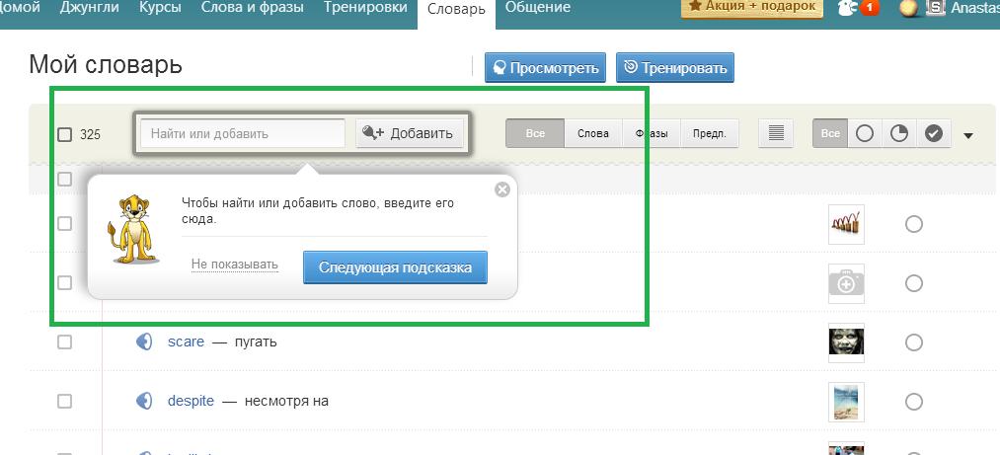 Домой Джунгли Курсы Слова и фразы Тренировки Словарь Общение Акция + подарок 1 S Anastas
Мой словарь Просмотреть Тренировать
325 Найти или добавить Добавить Все Слова Фразы Предл. Все
Чтобы найти или добавить слово, введите его
сюда.
Не показывать Следующая подсказка
scare — пугать
despite — несмотря на